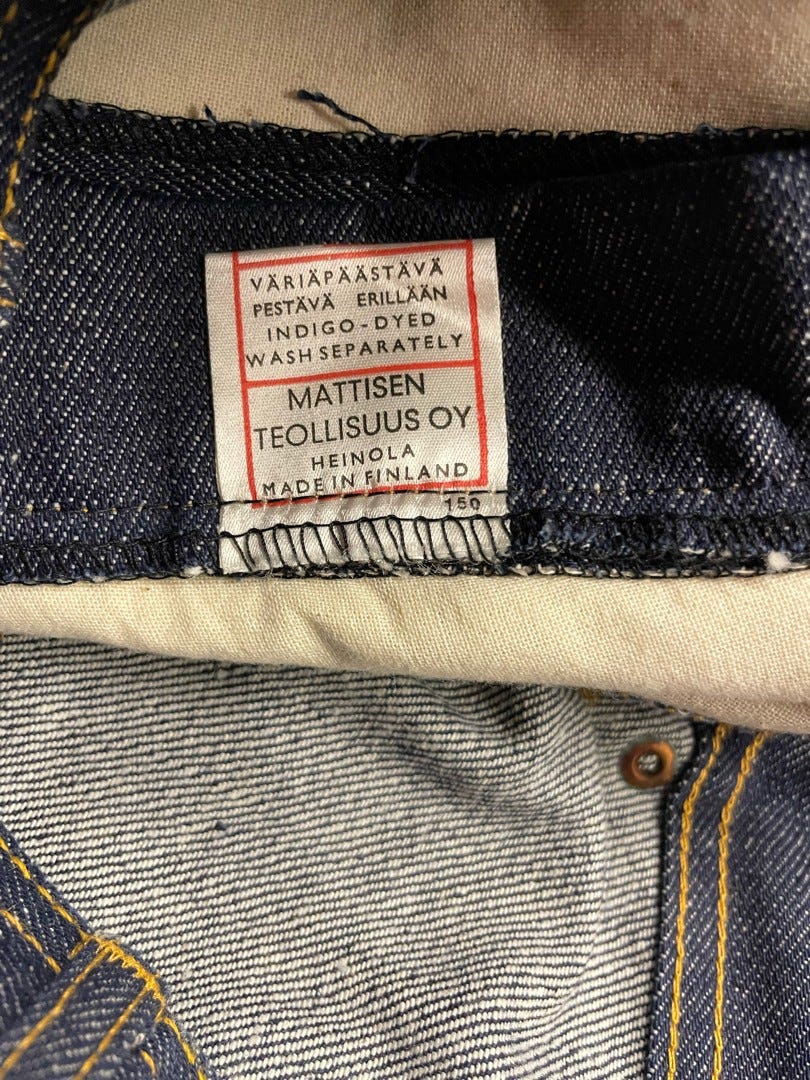 VÄRIÄPÄÄSTÄVÄ
PESTÄVÄ ERILLÄÄN
INDIGO-DYED
WASH SEPARATELY
MATTISEN
TEOLLISUUS OY
HEINOLA
MADE IN FINLAND
150